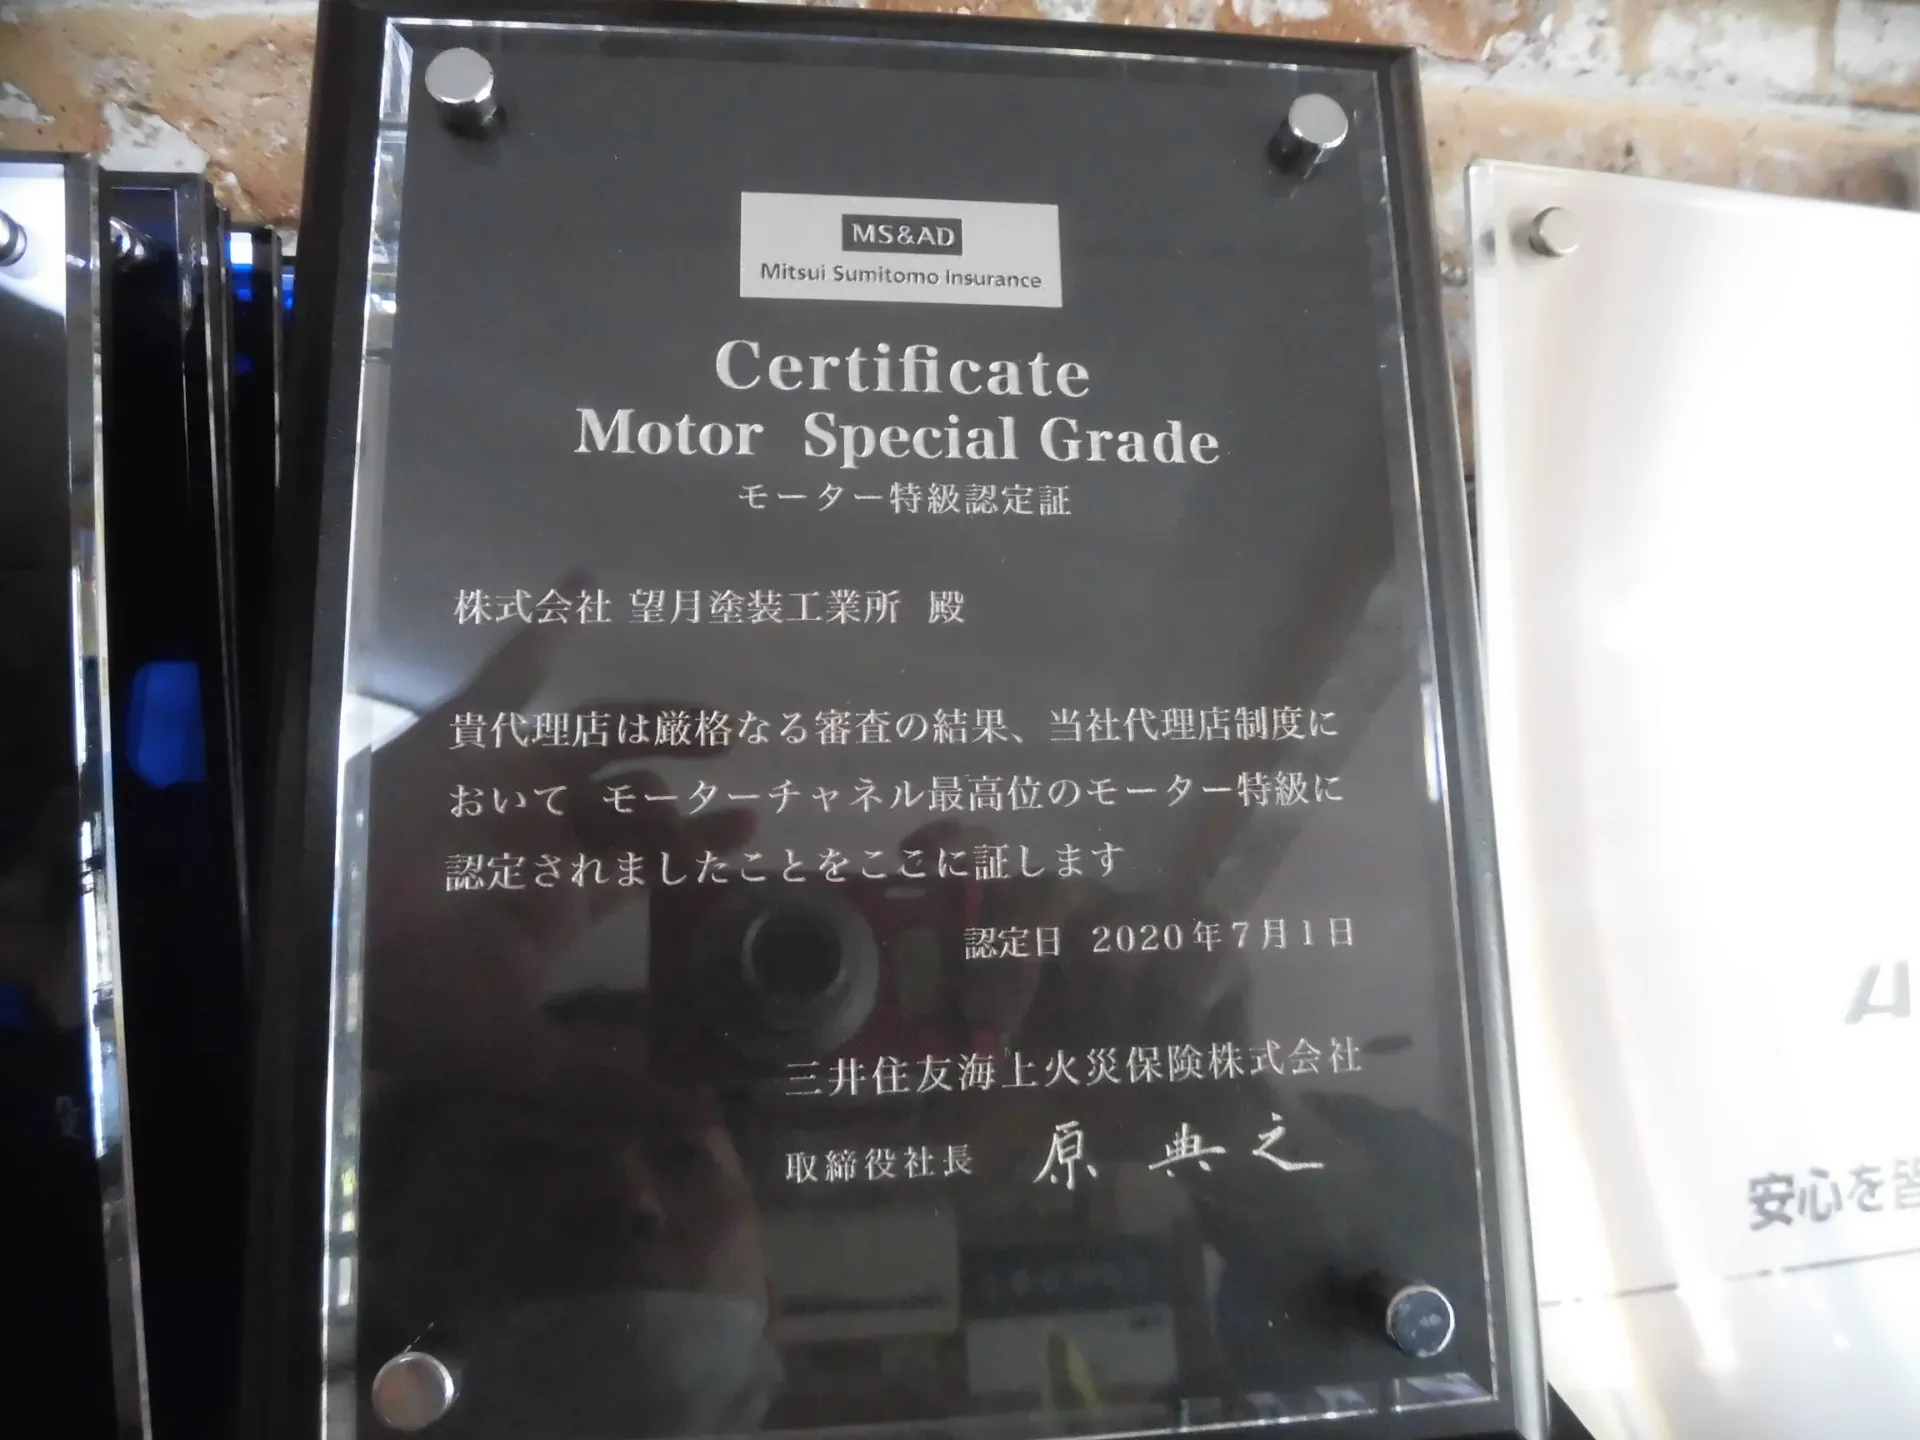 MS&AD
Mitsui Sumitomo Insurance
Certificate
Motor Special Grade
モーター特級認定証
株式会社 望月塗装工業所 殿
貴代理店は厳格なる審査の結果、当社代理店制度に
おいて モーターチャネル最高位のモーター特級に
認定されましたことをここに証します
認定日 2020年7月1日
三井住友海上火災保険株式会社
取締役社長 原 典之
安心を皆